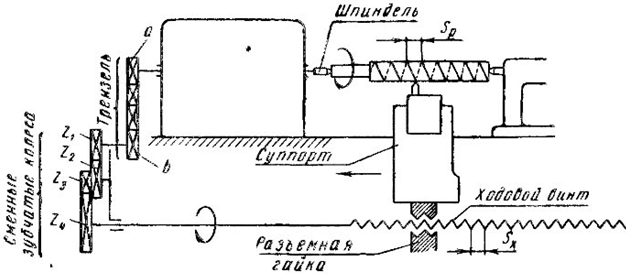 Шпиндель
Sр
a
Трензель
b
Суппорт
Сменные
зубчатые колеса
Z₁
Z₂
Z₃
Z₄
Ходовой винт
Разъемная
гайка
Sх